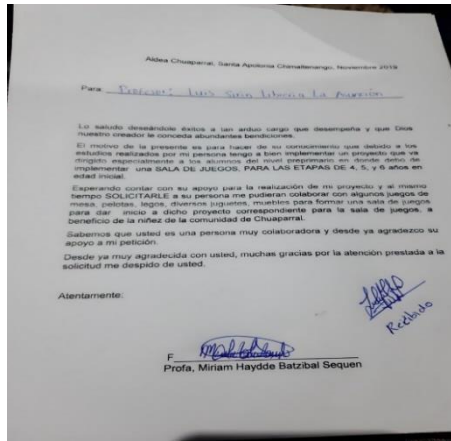 Aldea Chuaparral, Santa Apolonia Chimaltenango, Noviembre 2019
Para Luis Librería La Asunción
Lo saludo deseándole éxitos a tan arduo cargo que desempeña y que Dios
nuestro creador le conceda abundantes bendiciones.
El motivo de la presente es para hacer de su conocimiento que debido a los
estudios realizados por mi persona tengo a bien implementar un proyecto que va
dirigido especialmente a los alumnos del nivel preprimario en donde debo de
implementar una SALA DE JUEGOS, PARA LAS ETAPAS DE 4, 5, y 6 años en
edad inicial.
Esperando contar con su apoyo para la realización de mi proyecto y al mismo
tiempo SOLICITARLE a su persona me pudieran colaborar con algunos juegos de
mesa, pelotas, legos, diversos juguetes, muebles para formar una sala de juegos
para dar inicio a dicho proyecto correspondiente para la sala de juegos, a
beneficio de la niñez de la comunidad de Chuaparral.
Sabemos que usted es una persona muy colaboradora y desde ya agradezco su
apoyo a mi petición.
Desde ya muy agradecida con usted, muchas gracias por la atención prestada a la
solicitud me despido de usted.
Atentamente:
Recibido
F.
Profa, Miriam Haydde Batzibal Sequen